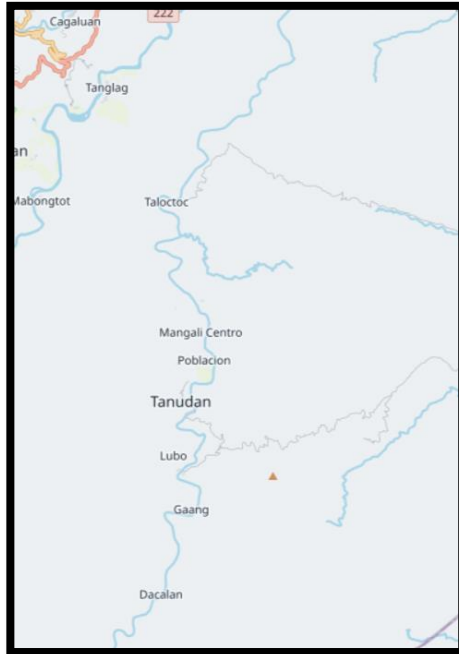 222
Cagaluan
Tanglag
an
Mabongtot
Taloctoc
Mangali Centro
Poblacion
Tanudan
Lubo
Gaang
Dacalan